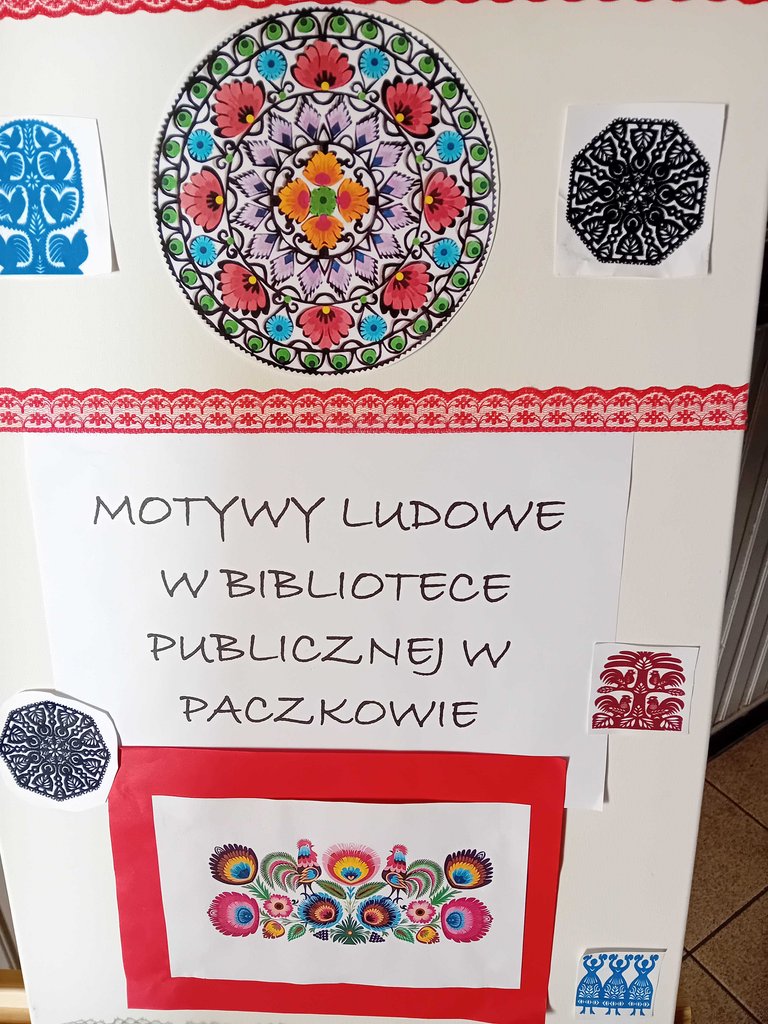 MOTYWY LUDOWE
W BIBLIOTECE
PUBLICZNEJ W
PACZKOWIE